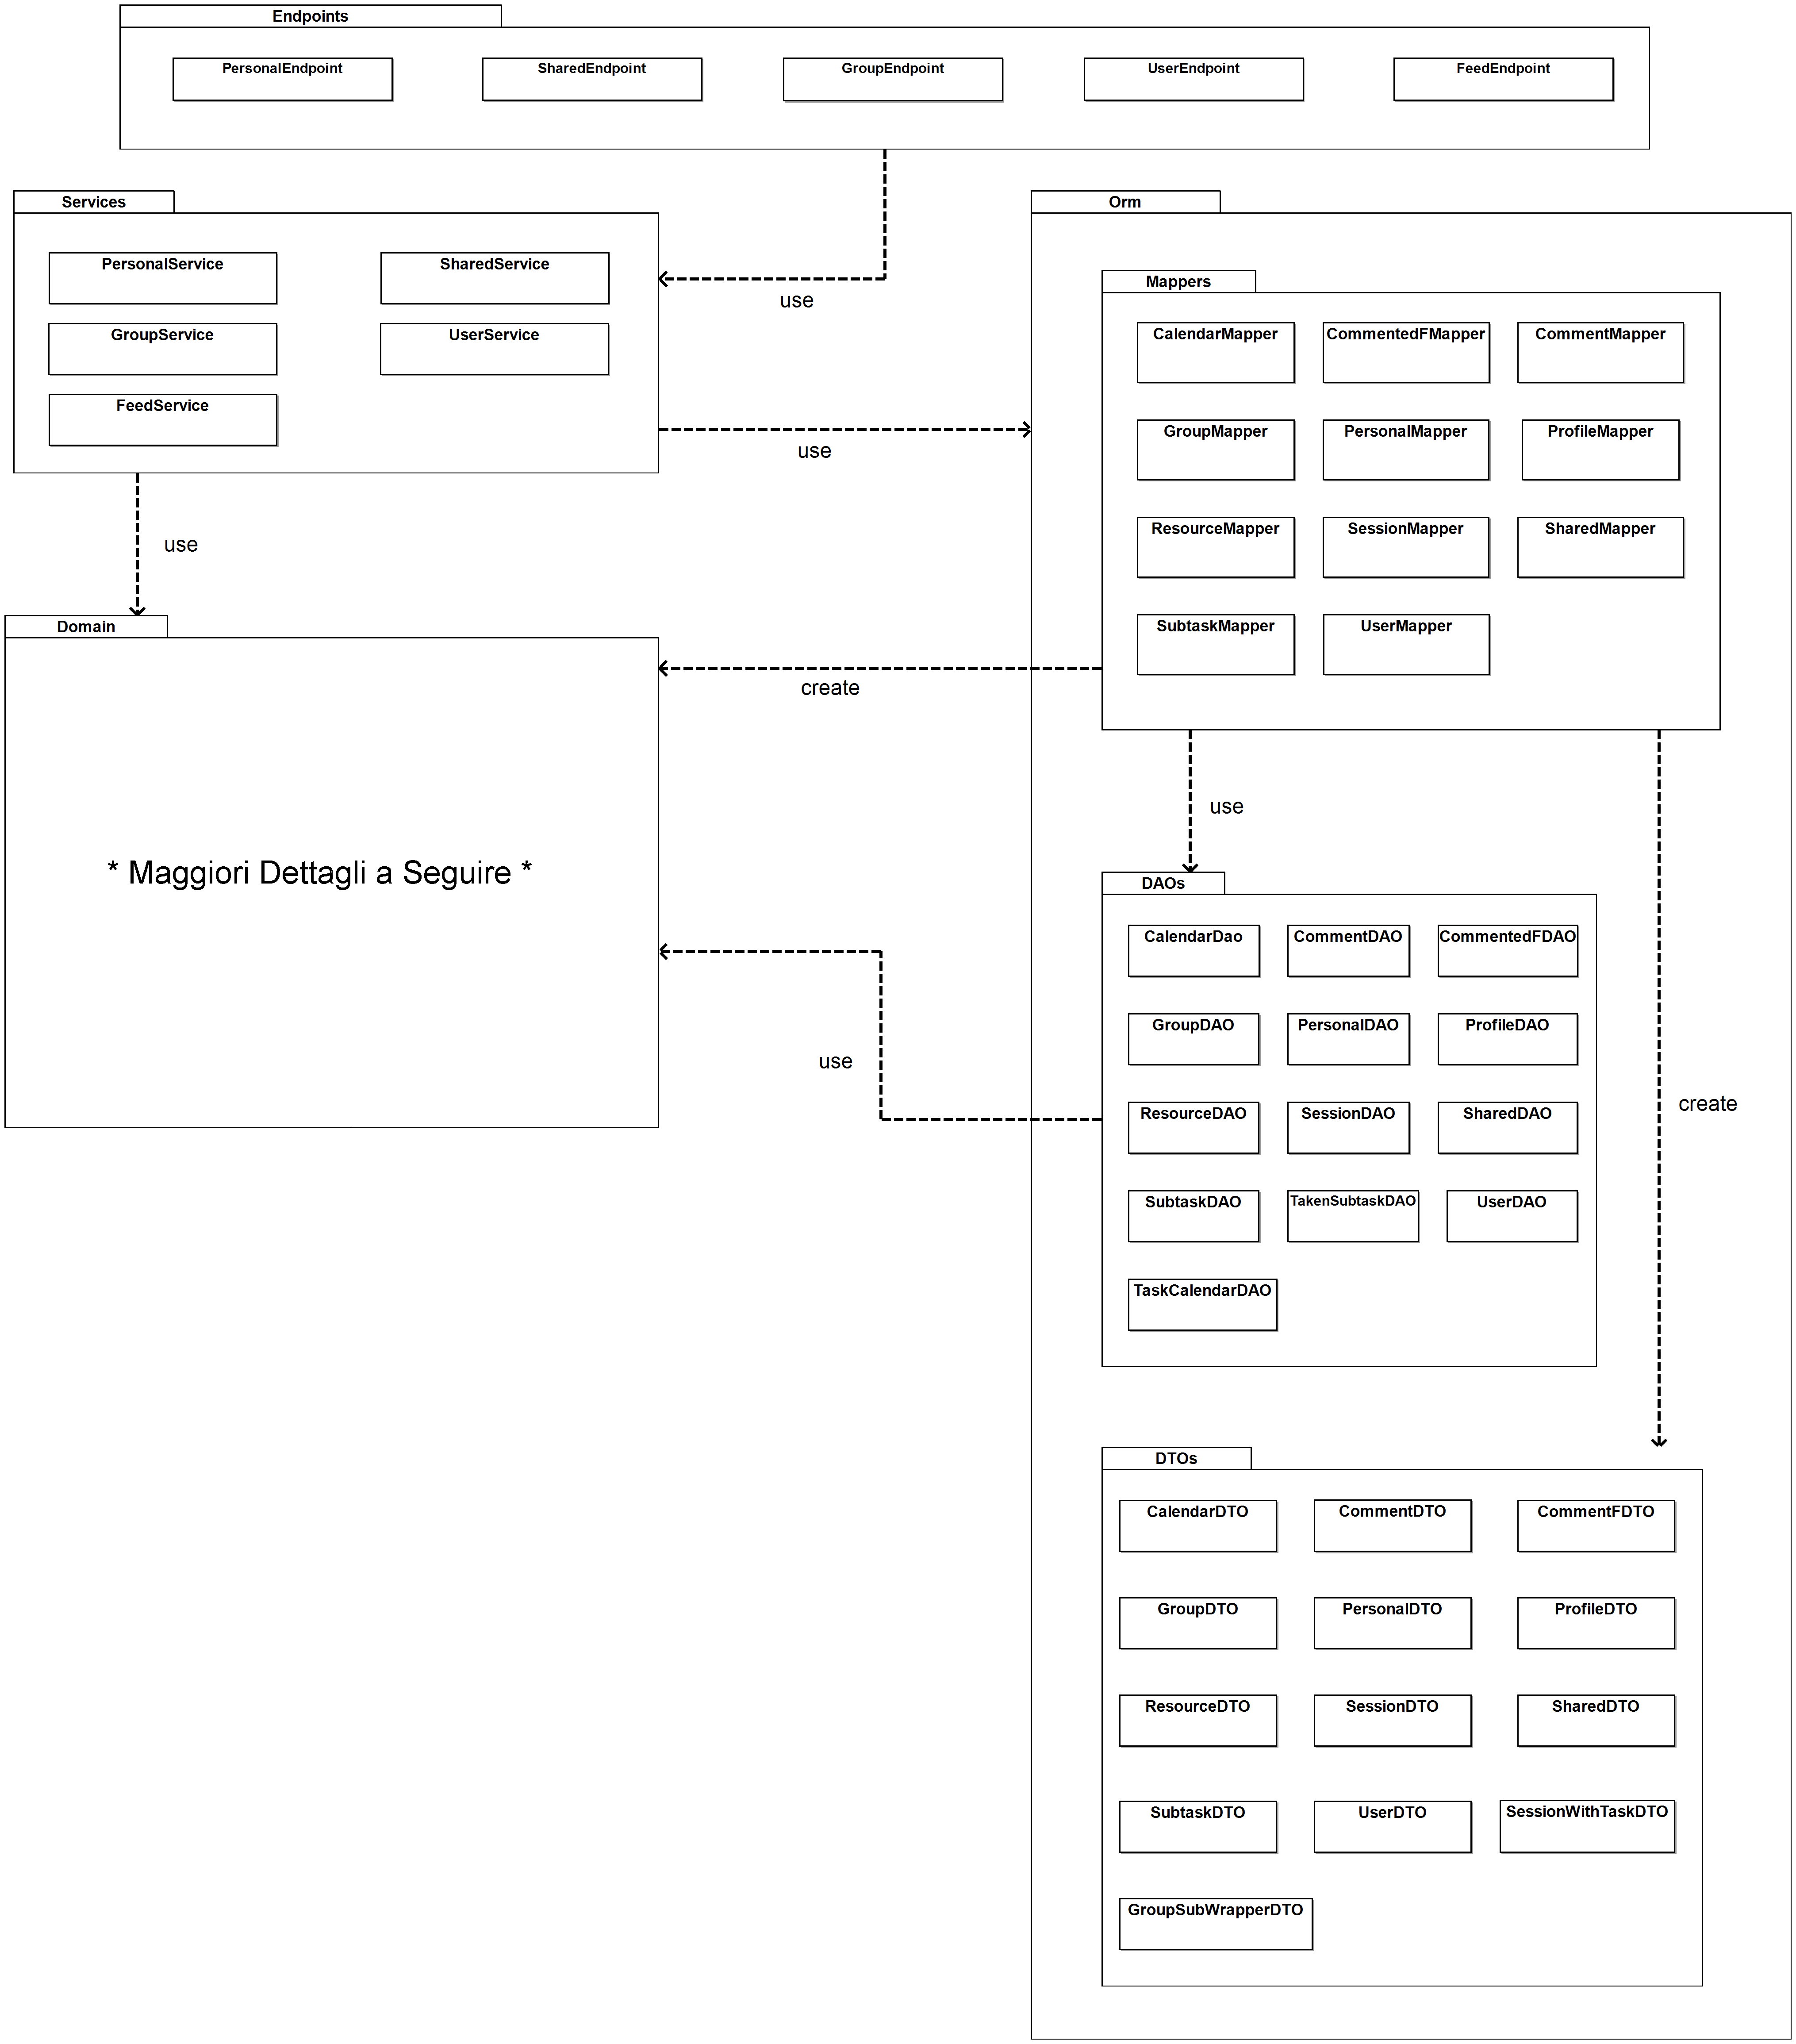 Endpoints
PersonalEndpoint
SharedEndpoint
GroupEndpoint
UserEndpoint
FeedEndpoint
Services
PersonalService
SharedService
GroupService
UserService
FeedService
use
use
use
Orm
Mappers
CalendarMapper
CommentedFMapper
CommentMapper
GroupMapper
PersonalMapper
ProfileMapper
ResourceMapper
SessionMapper
SharedMapper
SubtaskMapper
UserMapper
Domain
* Maggiori Dettagli a Seguire *
create
use
use
create
DAOs
CalendarDao
CommentDAO
CommentedFDAO
GroupDAO
PersonalDAO
ProfileDAO
ResourceDAO
SessionDAO
SharedDAO
SubtaskDAO
TakenSubtaskDAO
UserDAO
TaskCalendarDAO
DTOs
CalendarDTO
CommentDTO
CommentFDTO
GroupDTO
PersonalDTO
ProfileDTO
ResourceDTO
SessionDTO
SharedDTO
SubtaskDTO
UserDTO
SessionWithTaskDTO
GroupSubWrapperDTO